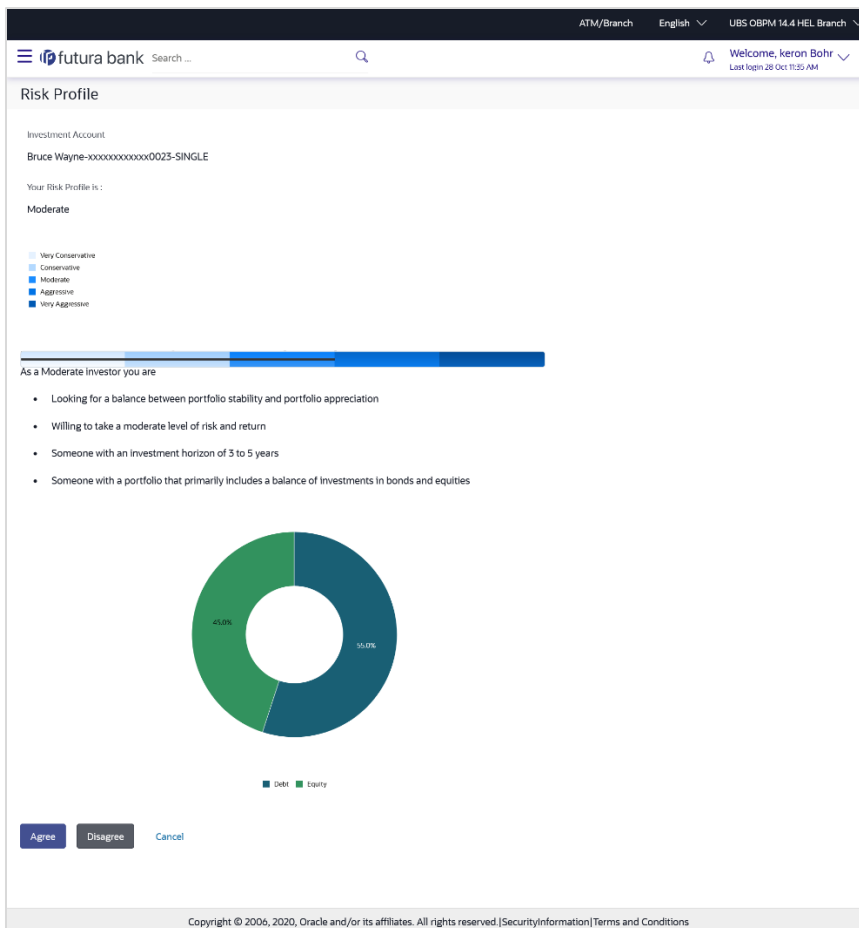 ATM/Branch English UBS OBPM 14.4 HEL Branch
futura bank Search ... Welcome, keron Bohr
Last login 28 Oct 11:35 AM
Risk Profile
Investment Account
Bruce Wayne-xxxxxxxxxxxx0023-SINGLE
Your Risk Profile is :
Moderate
Very Conservative
Conservative
Moderate
Aggressive
Very Aggressive
As a Moderate investor you are
• Looking for a balance between portfolio stability and portfolio appreciation
• Willing to take a moderate level of risk and return
• Someone with an investment horizon of 3 to 5 years
• Someone with a portfolio that primarily includes a balance of investments in bonds and equities
45.0%
55.0%
Debt Equity
Agree Disagree Cancel
Copyright © 2006, 2020, Oracle and/or its affiliates. All rights reserved.|SecurityInformation|Terms and Conditions